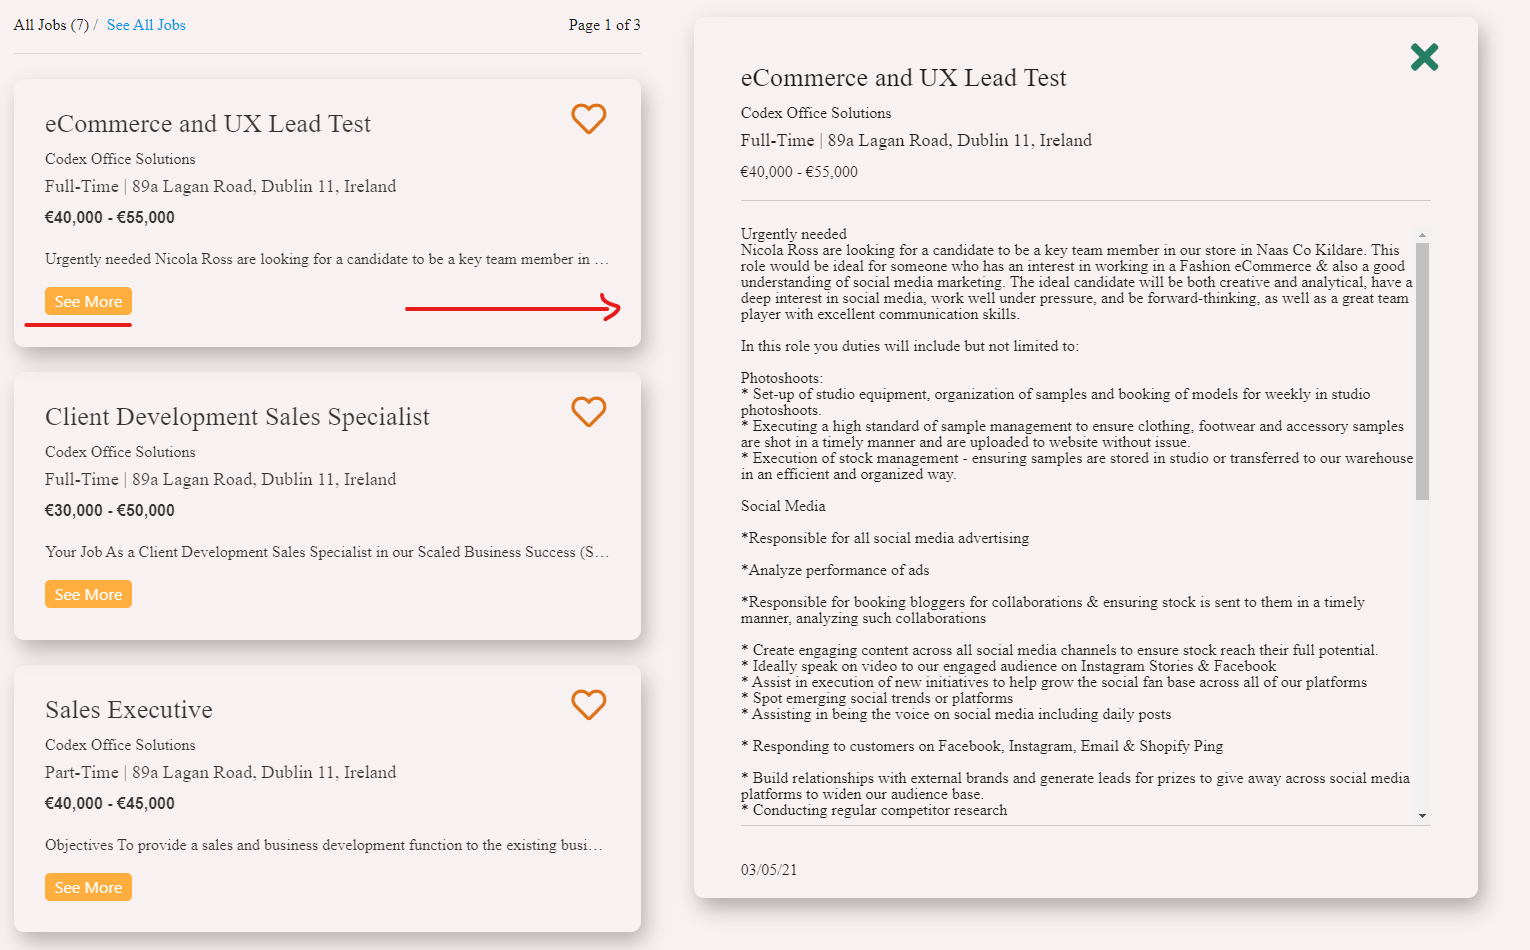 All Jobs (7) / See All Jobs
Page 1 of 3
eCommerce and UX Lead Test
Codex Office Solutions
Full-Time | 89a Lagan Road, Dublin 11, Ireland
€40,000 - €55,000
Urgently needed Nicola Ross are looking for a candidate to be a key team member in …
See More
Client Development Sales Specialist
Codex Office Solutions
Full-Time | 89a Lagan Road, Dublin 11, Ireland
€30,000 - €50,000
Your Job As a Client Development Sales Specialist in our Scaled Business Success (S…
See More
Sales Executive
Codex Office Solutions
Part-Time | 89a Lagan Road, Dublin 11, Ireland
€40,000 - €45,000
Objectives To provide a sales and business development function to the existing busi…
See More
eCommerce and UX Lead Test
Codex Office Solutions
Full-Time | 89a Lagan Road, Dublin 11, Ireland
€40,000 - €55,000
Urgently needed
Nicola Ross are looking for a candidate to be a key team member in our store in Naas Co Kildare. This
role would be ideal for someone who has an interest in working in a Fashion eCommerce & also a good
understanding of social media marketing. The ideal candidate will be both creative and analytical, have a
deep interest in social media, work well under pressure, and be forward-thinking, as well as a great team
player with excellent communication skills.
In this role you duties will include but not limited to:
Photoshoots:
* Set-up of studio equipment, organization of samples and booking of models for weekly in studio
photoshoots.
* Executing a high standard of sample management to ensure clothing, footwear and accessory samples
are shot in a timely manner and are uploaded to website without issue.
* Execution of stock management - ensuring samples are stored in studio or transferred to our warehouse
in an efficient and organized way.
Social Media
*Responsible for all social media advertising
*Analyze performance of ads
*Responsible for booking bloggers for collaborations & ensuring stock is sent to them in a timely
manner, analyzing such collaborations
* Create engaging content across all social media channels to ensure stock reach their full potential.
* Ideally speak on video to our engaged audience on Instagram Stories & Facebook
* Assist in execution of new initiatives to help grow the social fan base across all of our platforms
* Spot emerging social trends or platforms
* Assisting in being the voice on social media including daily posts
* Responding to customers on Facebook, Instagram, Email & Shopify Ping
* Build relationships with external brands and generate leads for prizes to give away across social media
platforms to widen our audience base.
* Conducting regular competitor research
03/05/21